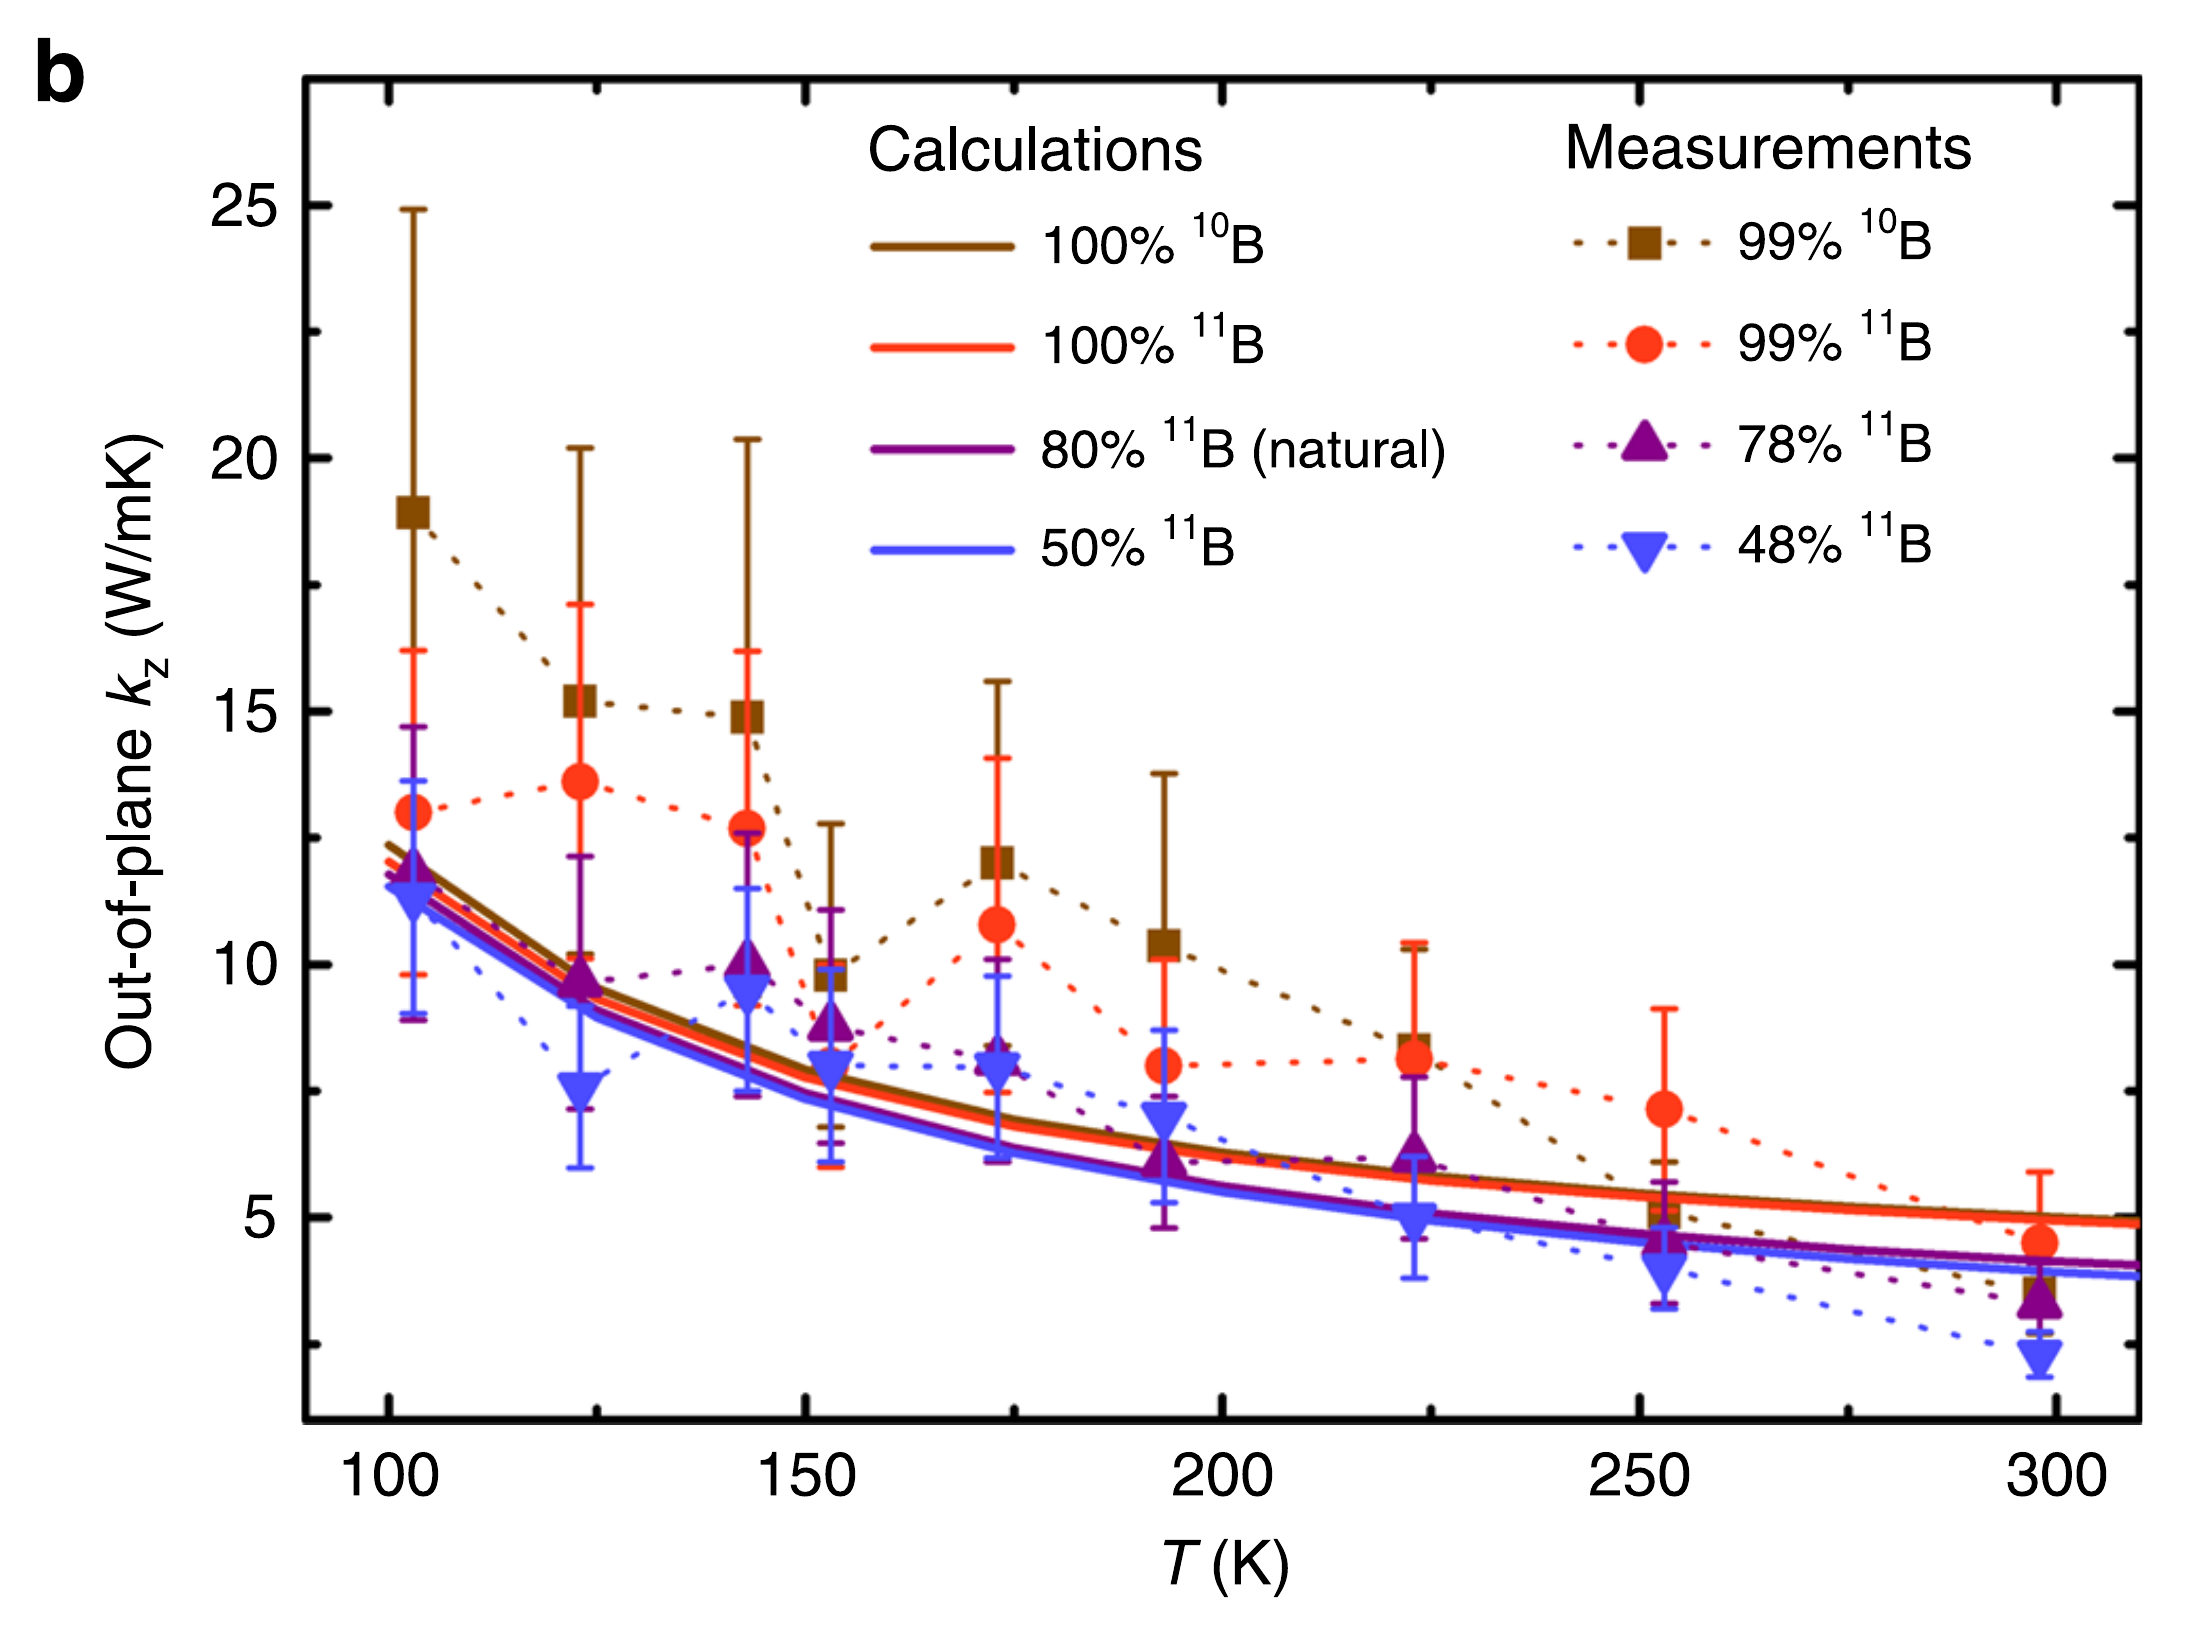 b
Calculations
100% ¹⁰B
100% ¹¹B
80% ¹¹B (natural)
50% ¹¹B
Measurements
99% ¹⁰B
99% ¹¹B
78% ¹¹B
48% ¹¹B
Out-of-plane k_z (W/mK)
25
20
15
10
5
100 150 200 250 300
T (K)